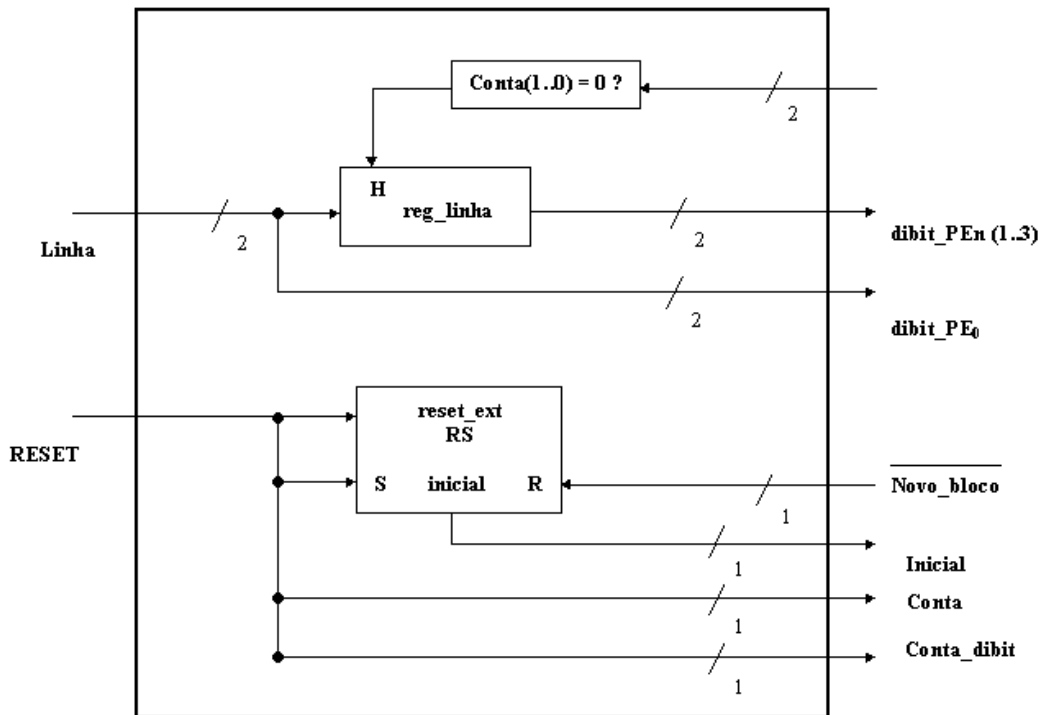 Conta(1..0) = 0 ?
2
H
reg_linha
2
2
Linha
dibit_PEn (1..3)
2
dibit_PE0
reset_ext
RS
RESET
S inicial R
Novo_bloco
1
Inicial
1
Conta
1
Conta_dibit
1